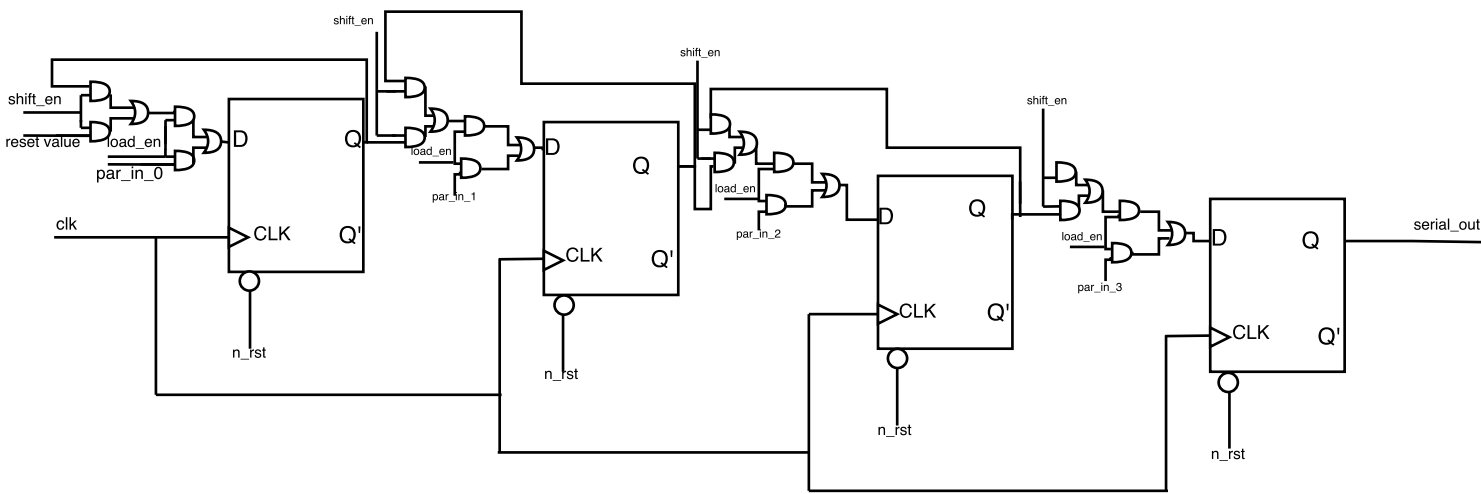 shift_en
reset value
load_en
par_in_0
clk
D
Q
CLK
Q'
n_rst
shift_en
load_en
par_in_1
D
Q
CLK
Q'
n_rst
shift_en
load_en
par_in_2
D
Q
CLK
Q'
n_rst
shift_en
load_en
par_in_3
D
Q
CLK
Q'
n_rst
serial_out